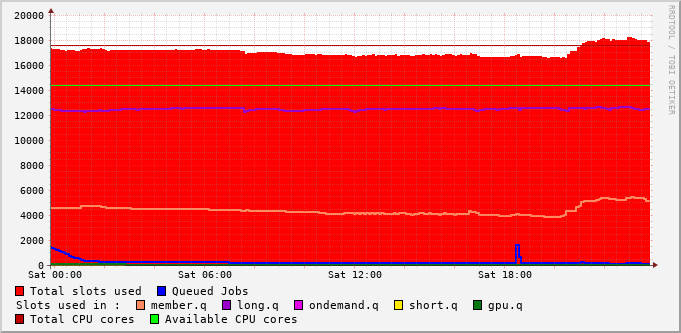 20000
18000
16000
14000
12000
10000
8000
6000
4000
2000
0
Sat 00:00 Sat 06:00 Sat 12:00 Sat 18:00
Total slots used Queued Jobs
Slots used in : member.q long.q ondemand.q short.q gpu.q
Total CPU cores Available CPU cores
RRDTOOL / TOBI OETIKER